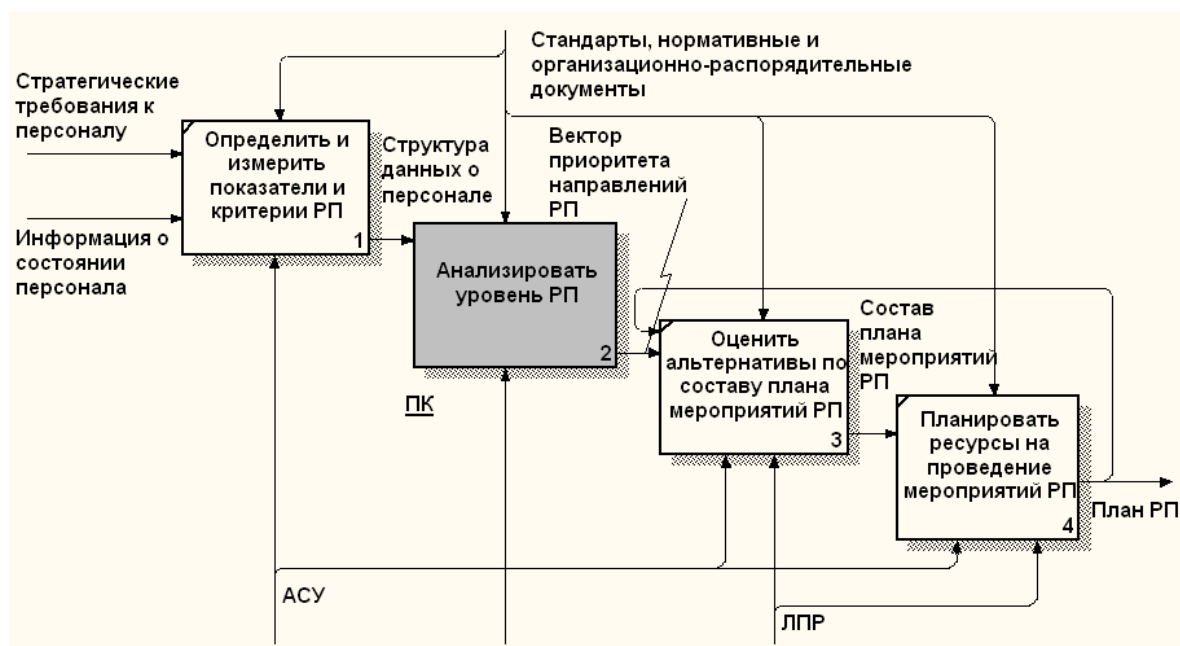 Стандарты, нормативные и
организационно-распорядительные
документы
Стратегические
требования к
персоналу
Определить и
измерить
показатели и
критерии РП
1
Структура
данных о
персонале
Вектор
приоритета
направлений
РП
Информация о
состоянии
персонала
Анализировать
уровень РП
2
ПК
Оценить
альтернативы по
составу плана
мероприятий РП
3
Состав
плана
мероприятий
РП
Планировать
ресурсы на
проведение
мероприятий РП
4
План РП
АСУ
ЛПР